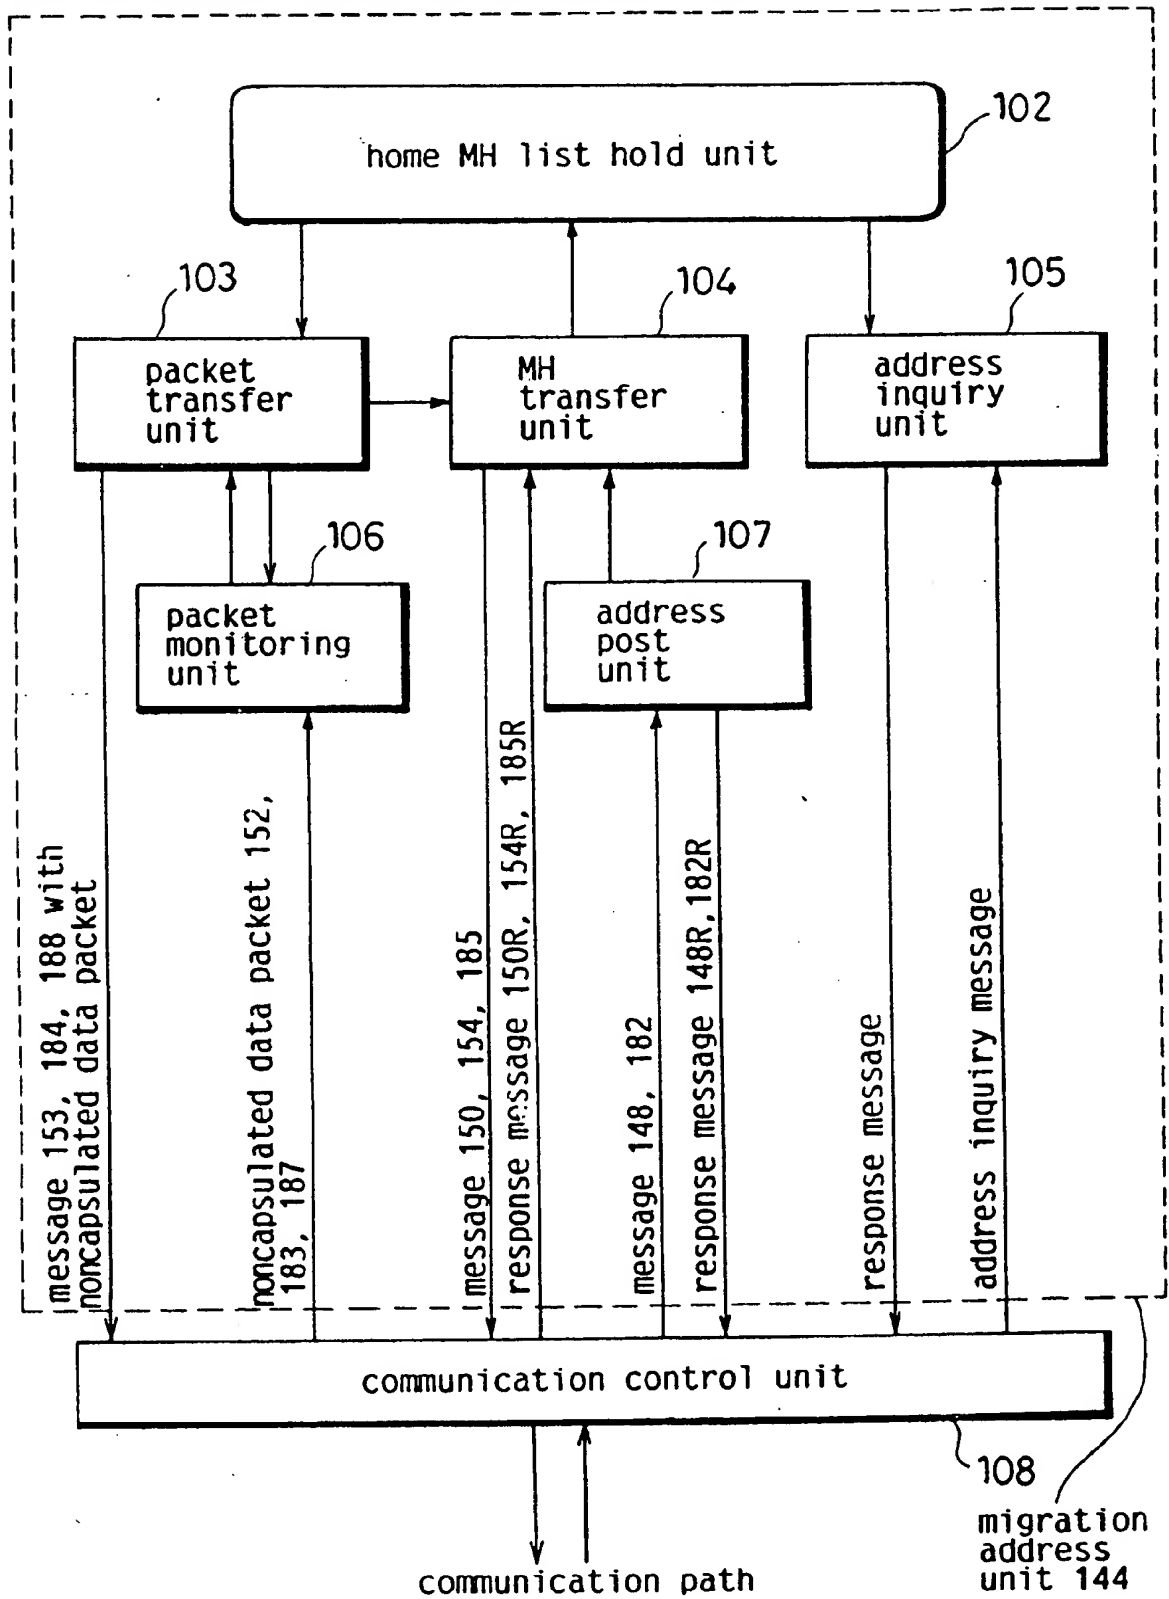 102
home MH list hold unit
103
104
105
packet
transfer
unit
MH
transfer
unit
address
inquiry
unit
106
107
packet
monitoring
unit
address
post
unit
message 153, 184, 188 with
noncapsulated data packet
noncapsulated data packet 152,
183, 187
message 150, 154, 185
response message 150R, 154R, 185R
message 148, 182
response message 148R, 182R
response message
address inquiry message
communication control unit
108
migration
address
unit 144
communication path